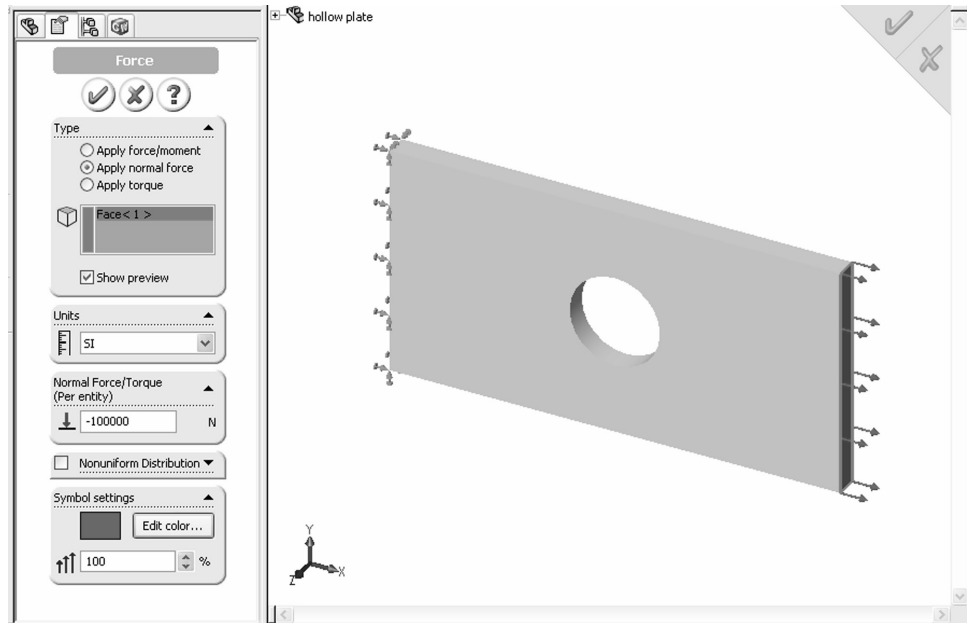 Force
?
Type
Apply force/moment
Apply normal force
Apply torque
Face< 1 >
Show preview
Units
SI
Normal Force/Torque
(Per entity)
-100000 N
Nonuniform Distribution
Symbol settings
Edit color...
100 %
hollow plate
Y
X
Z